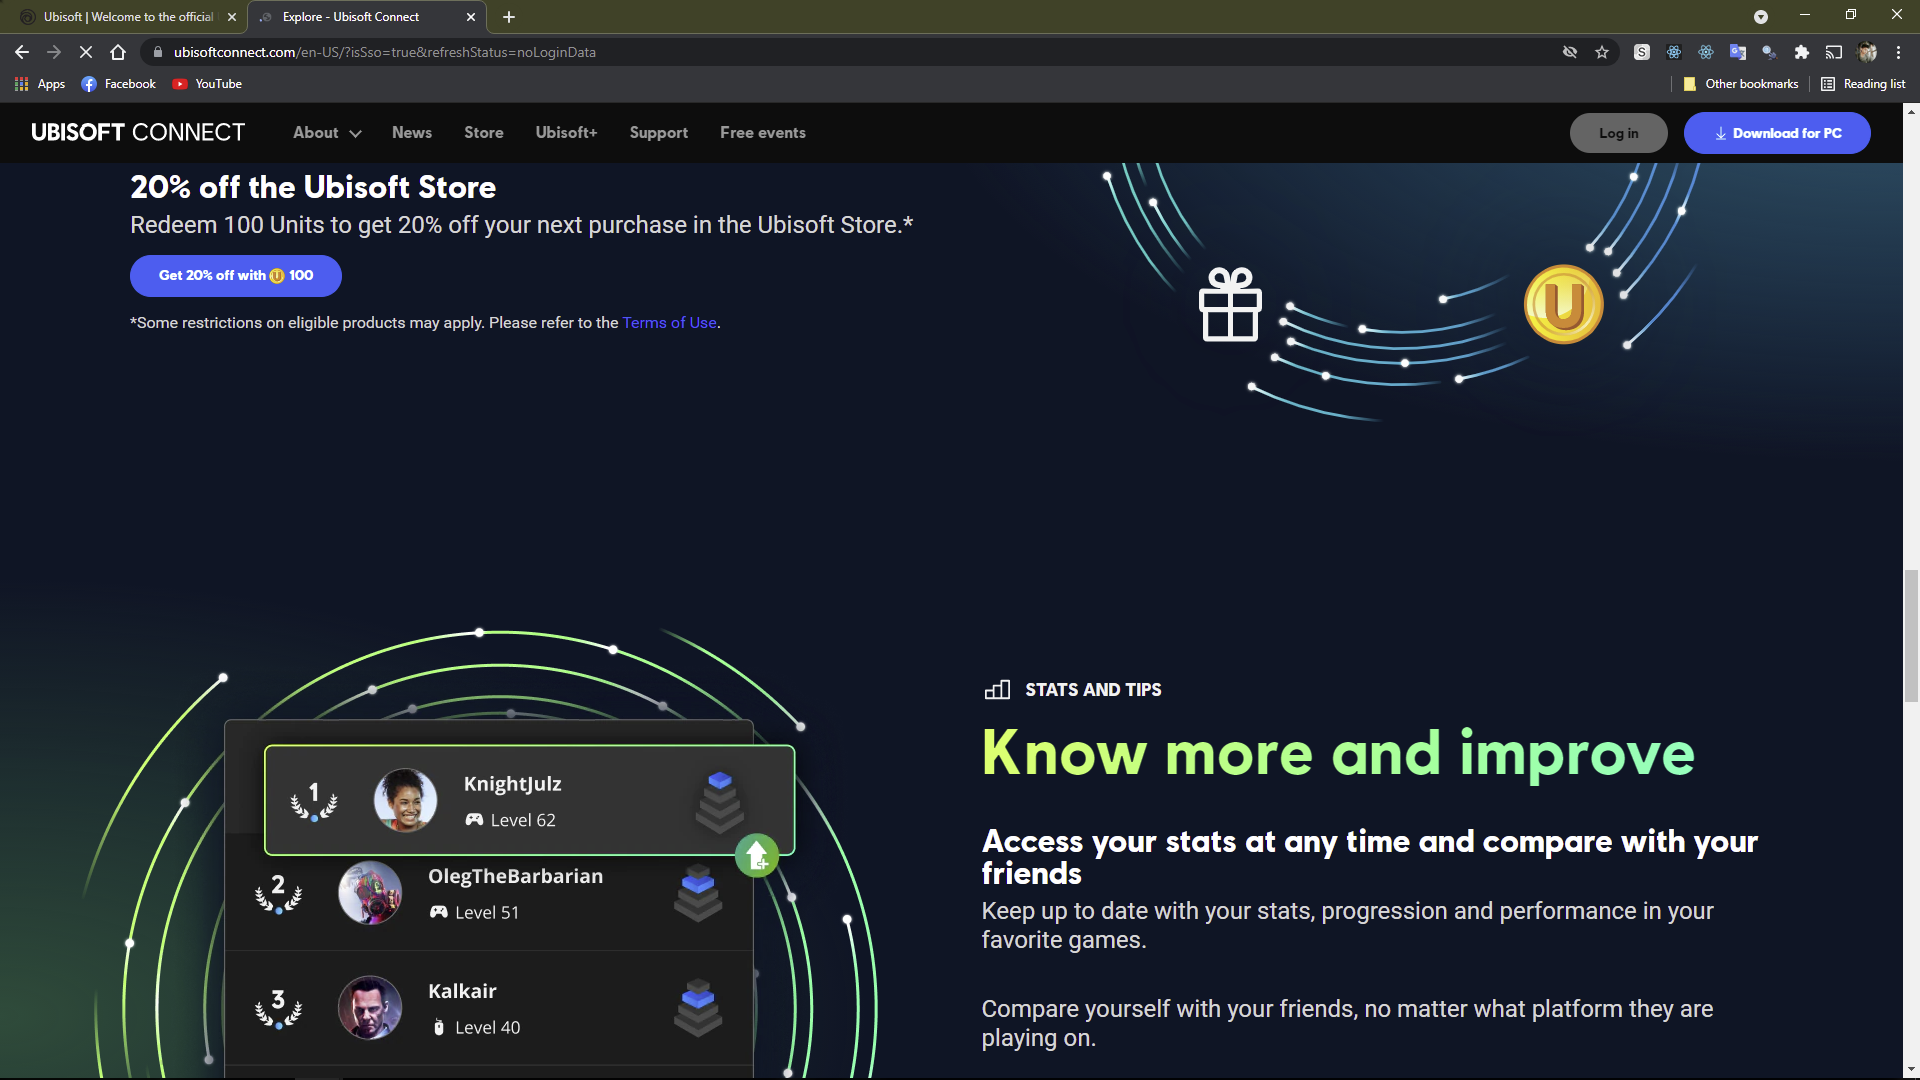 Ubisoft | Welcome to the official
Explore - Ubisoft Connect
ubisoftconnect.com/en-US/?isSso=true&refreshStatus=noLoginData
Apps Facebook YouTube Other bookmarks Reading list
UBISOFT CONNECT About News Store Ubisoft+ Support Free events Log in Download for PC
20% off the Ubisoft Store
Redeem 100 Units to get 20% off your next purchase in the Ubisoft Store.*
Get 20% off with U 100
*Some restrictions on eligible products may apply. Please refer to the Terms of Use.
U
1
KnightJulz
Level 62
2
OlegTheBarbarian
Level 51
3
Kalkair
Level 40
STATS AND TIPS
Know more and improve
Access your stats at any time and compare with your
friends
Keep up to date with your stats, progression and performance in your
favorite games.
Compare yourself with your friends, no matter what platform they are
playing on.